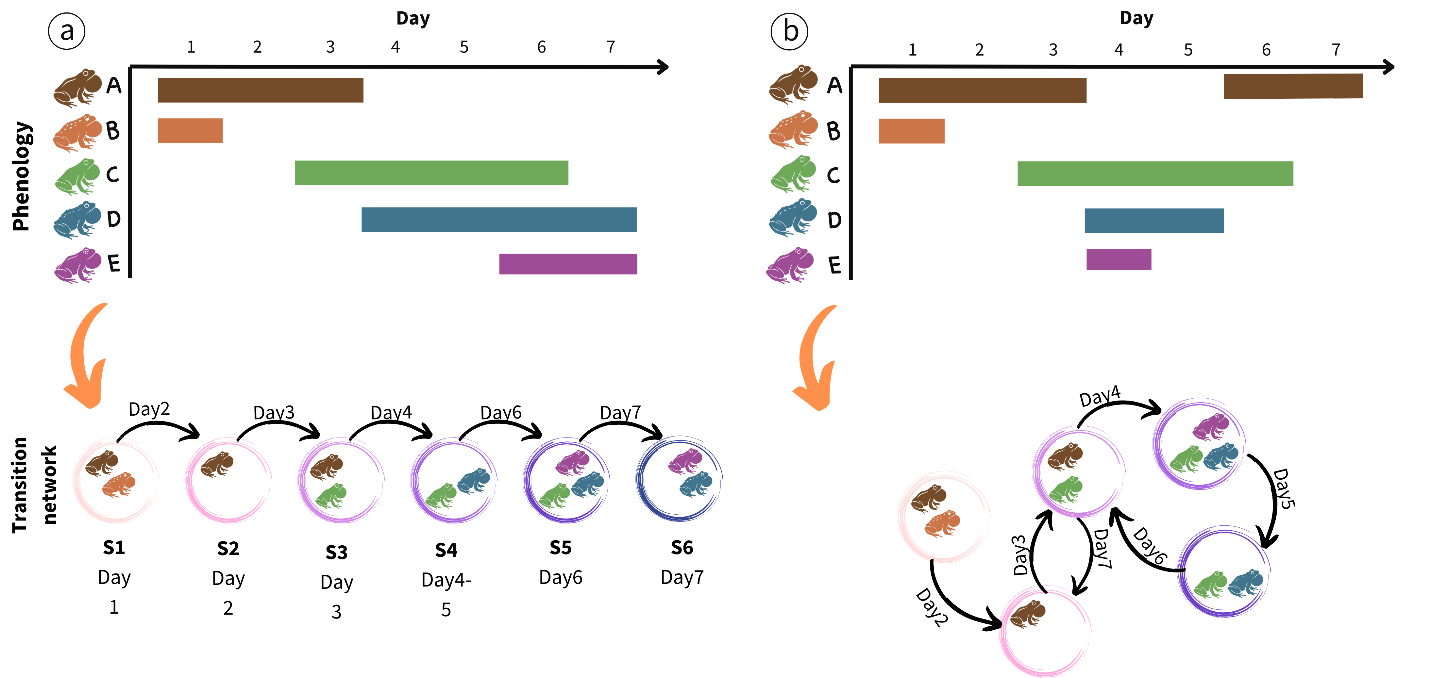 a
Day
1 2 3 4 5 6 7
Phenology
A
B
C
D
E
b
Day
1 2 3 4 5 6 7
A
B
C
D
E
Transition
network
Day2
Day3
Day4
Day6
Day7
S1
Day
1
S2
Day
2
S3
Day
3
S4
Day4-
5
S5
Day6
S6
Day7
Day2
Day3
Day4
Day5
Day6
Day7